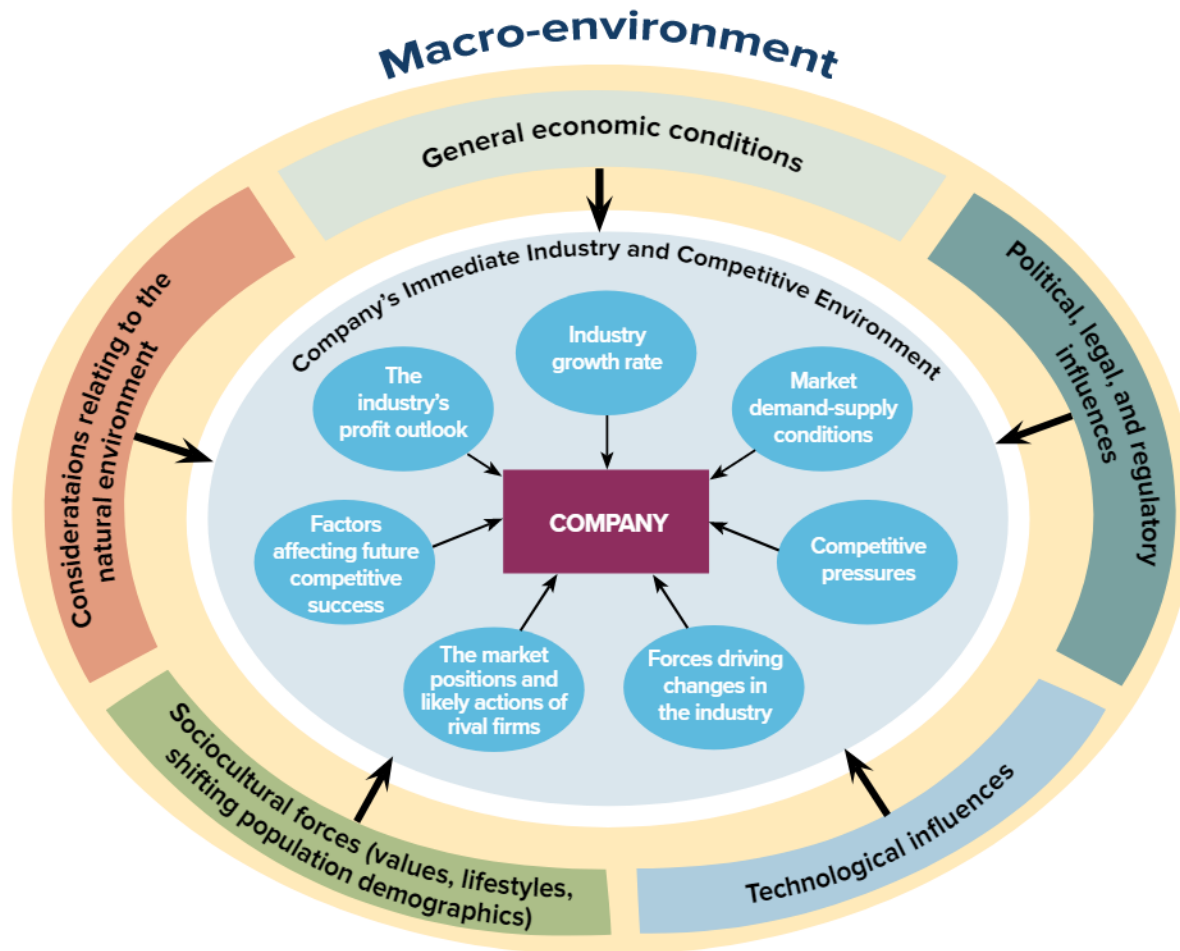 Macro-environment
General economic conditions
Political, legal, and regulatory
influences
Technological influences
Sociocultural forces (values, lifestyles,
shifting population
demographics)
Considerataions relating to the
natural environment
Company's Immediate Industry and Competitive Environment
Industry
growth rate
Market
demand-supply
conditions
Competitive
pressures
Forces driving
changes in
the industry
The market
positions and
likely actions of
rival firms
Factors
affecting future
competitive
success
The
industry's
profit outlook
COMPANY